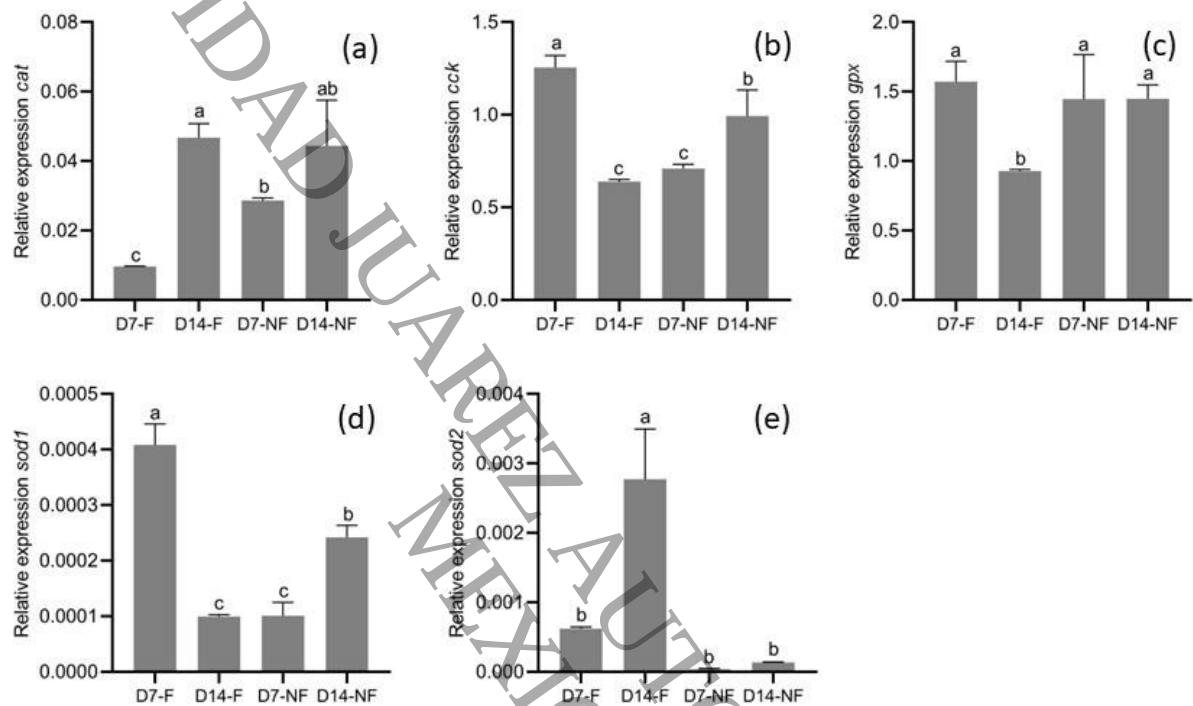 (a)
Relative expression cat
0.08
0.06
0.04
0.02
0.00
c
a
b
ab
D7-F D14-F D7-NF D14-NF
(b)
Relative expression cck
1.5
1.0
0.5
0.0
a
c
c
b
D7-F D14-F D7-NF D14-NF
(c)
Relative expression gpx
2.0
1.5
1.0
0.5
0.0
a
b
a
a
D7-F D14-F D7-NF D14-NF
(d)
Relative expression sod1
0.0005
0.0004
0.0003
0.0002
0.0001
0.0000
a
c
c
b
D7-F D14-F D7-NF D14-NF
(e)
Relative expression sod2
0.004
0.003
0.002
0.001
0.000
b
a
b
b
D7-F D14-F D7-NF D14-NF
IDAD JUAREZ AUT
MEXI